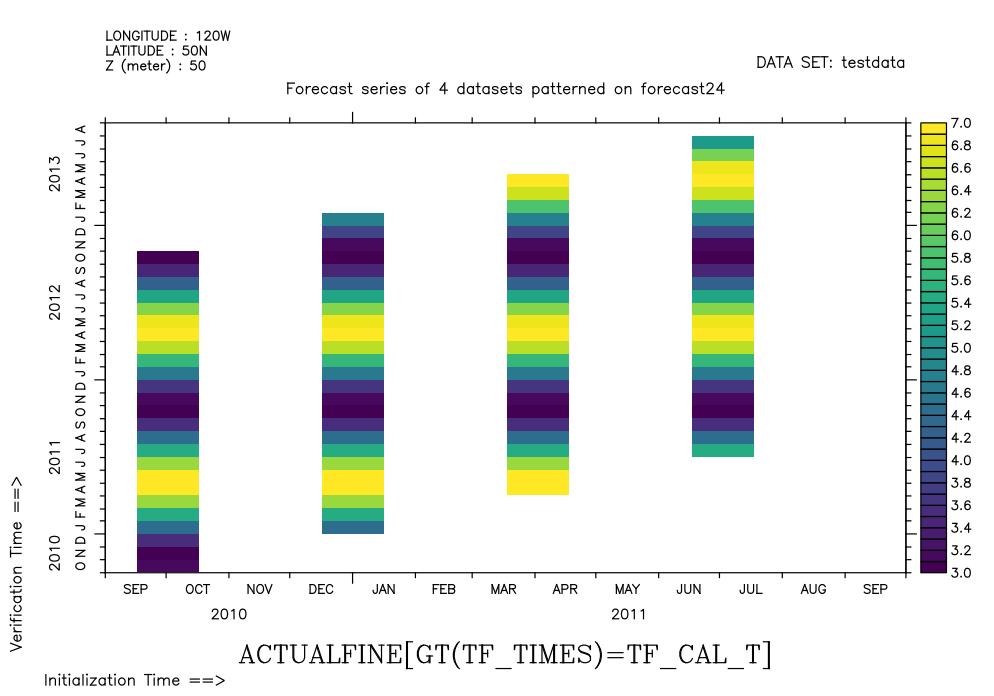 LONGITUDE : 120W
LATITUDE : 50N
Z (meter) : 50
DATA SET: testdata
Forecast series of 4 datasets patterned on forecast24
7.0
6.8
6.6
6.4
6.2
6.0
5.8
5.6
5.4
5.2
5.0
4.8
4.6
4.4
4.2
4.0
3.8
3.6
3.4
3.2
3.0
Verification Time ==>
2010 2011 2012 2013
O N D J F M A M J J A S O N D J F M A M J J A S O N D J F M A M J J A
SEP OCT NOV DEC JAN FEB MAR APR MAY JUN JUL AUG SEP
2010 2011
ACTUALFINE[GT(TF_TIMES)=TF_CAL_T]
Initialization Time ==>